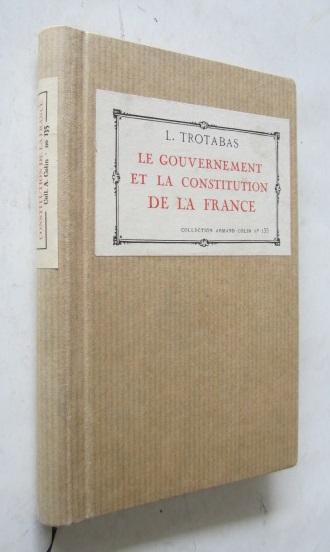 L. TROTABAS
LE GOUVERNEMENT
ET LA CONSTITUTION
DE LA FRANCE
COLLECTION ARMAND COLIN Nº 135
CONSTITUTION DE LA FRANCE
Coll. A. Colin - no 135